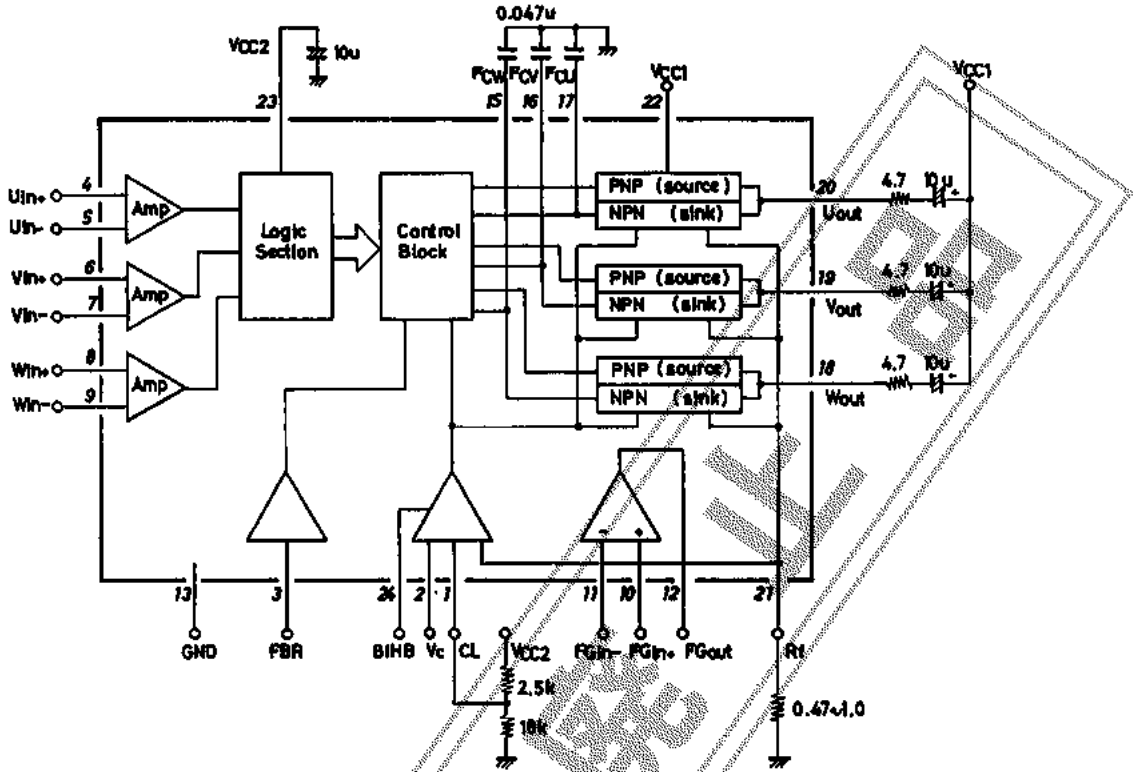 0.047u
VCC2
10u
FCW FCV FCU
VCC1
VCC1
23
15 16 17
22
Uin+ 4
Uin- 5
Amp
Vin+ 6
Vin- 7
Amp
Win+ 8
Win- 9
Amp
Logic
Section
Control
Block
PNP (source)
NPN (sink)
PNP (source)
NPN (sink)
PNP (source)
NPN (sink)
20
Uout
4.7
10u
+
19
Vout
4.7
10u
+
18
Wout
4.7
10u
+
- +
13 3 24 2 1 11 10 12 21
GND FBR BIHB Vc CL VCC2 FGin- FGin+ FGout Rf
2.5k
10k
0.47~1.0